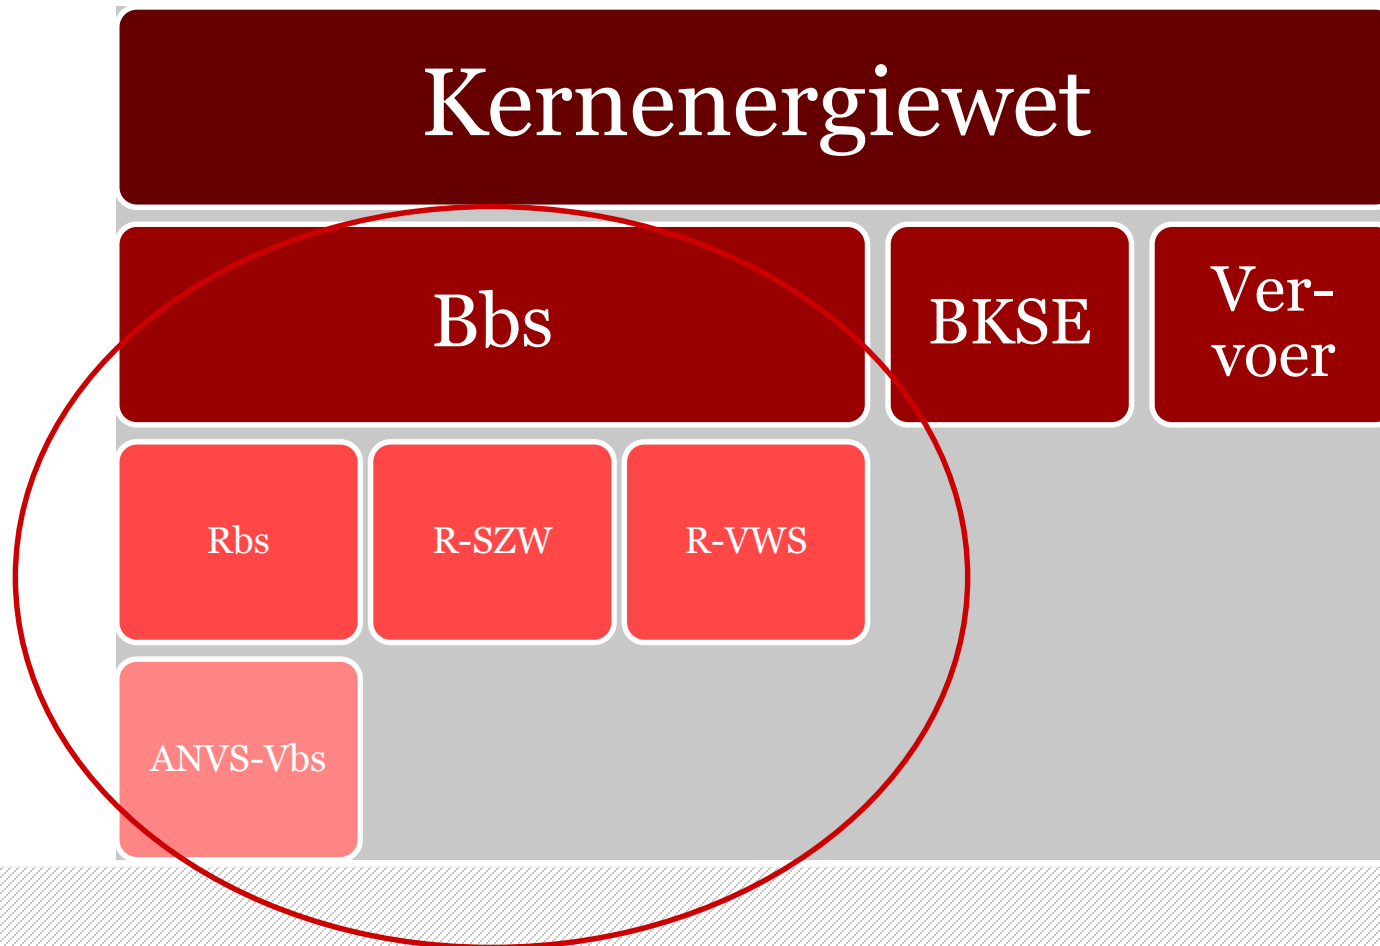 Kernenergiewet
Bbs
BKSE
Ver-
voer
Rbs
R-SZW
R-VWS
ANVS-Vbs